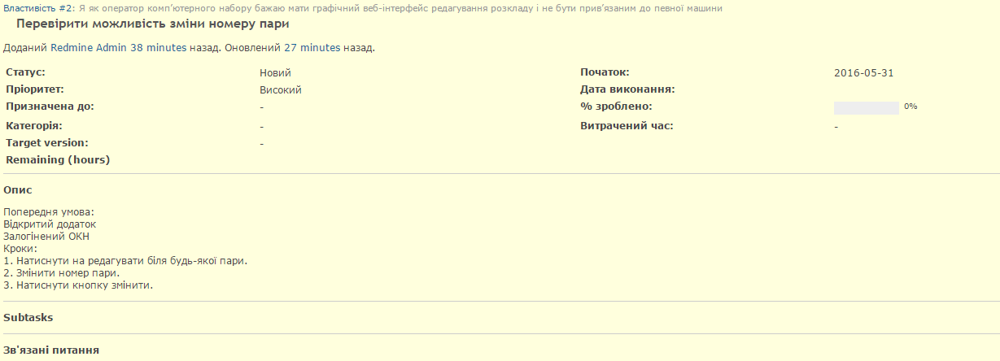 Властивість #2: Я як оператор комп’ютерного набору бажаю мати графічний веб-інтерфейс редагування розкладу і не бути прив’язаним до певної машини
Перевірити можливість зміни номеру пари
Доданий Redmine Admin 38 minutes назад. Оновлений 27 minutes назад.
Статус: Новий Початок: 2016-05-31
Пріоритет: Високий Дата виконання:
Призначена до: - % зроблено: 0%
Категорія: - Витрачений час: -
Target version: -
Remaining (hours)
Опис
Попередня умова:
Відкритий додаток
Залогінений ОКН
Кроки:
1. Натиснути на редагувати біля будь-якої пари.
2. Змінити номер пари.
3. Натиснути кнопку змінити.
Subtasks
Зв'язані питання